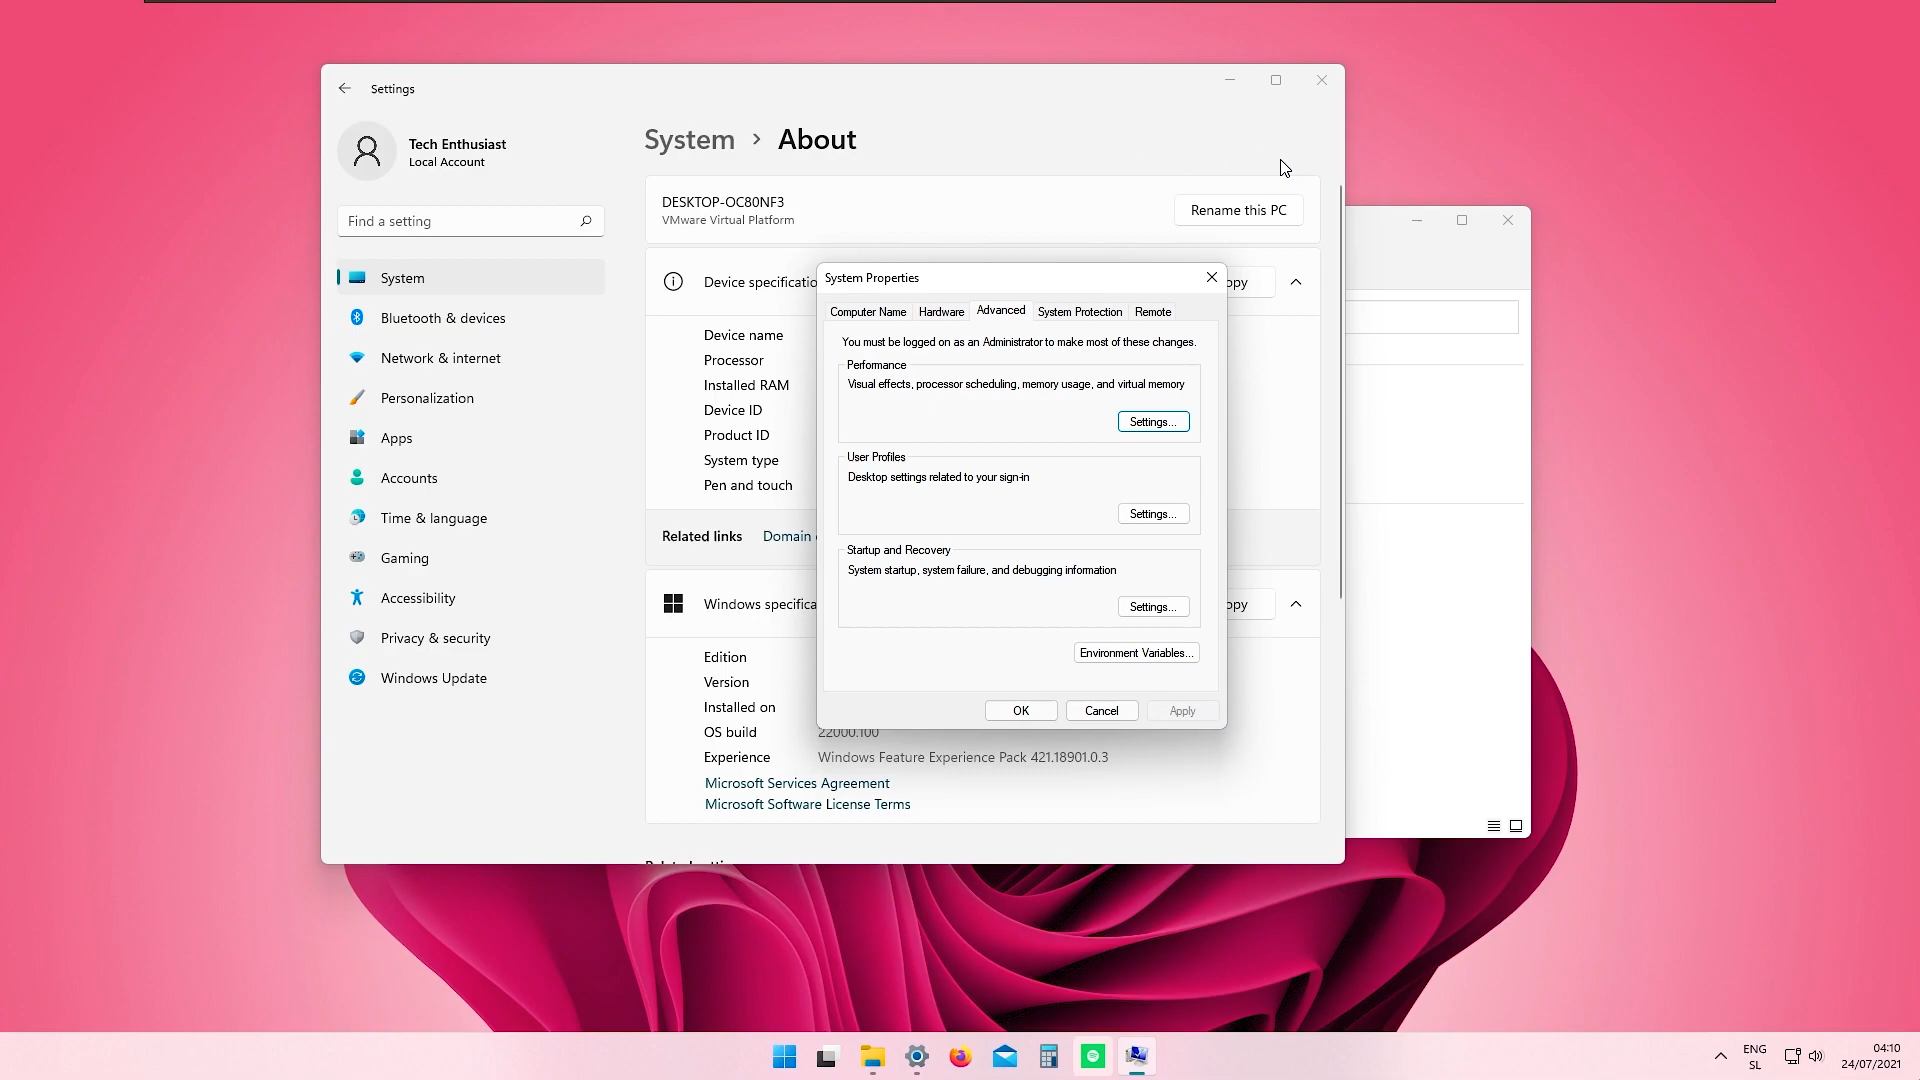 Settings
Tech Enthusiast
Local Account
Find a setting
System
Bluetooth & devices
Network & internet
Personalization
Apps
Accounts
Time & language
Gaming
Accessibility
Privacy & security
Windows Update
System > About
DESKTOP-OC80NF3
VMware Virtual Platform
Rename this PC
Device specificatio
opy
Device name
Processor
Installed RAM
Device ID
Product ID
System type
Pen and touch
Related links
Domain
Windows specifica
opy
Edition
Version
Installed on
OS build
22000.100
Experience
Windows Feature Experience Pack 421.18901.0.3
Microsoft Services Agreement
Microsoft Software License Terms
System Properties
Computer Name
Hardware
Advanced
System Protection
Remote
You must be logged on as an Administrator to make most of these changes.
Performance
Visual effects, processor scheduling, memory usage, and virtual memory
Settings...
User Profiles
Desktop settings related to your sign-in
Settings...
Startup and Recovery
System startup, system failure, and debugging information
Settings...
Environment Variables...
OK
Cancel
Apply
ENG
SL
04:10
24/07/2021